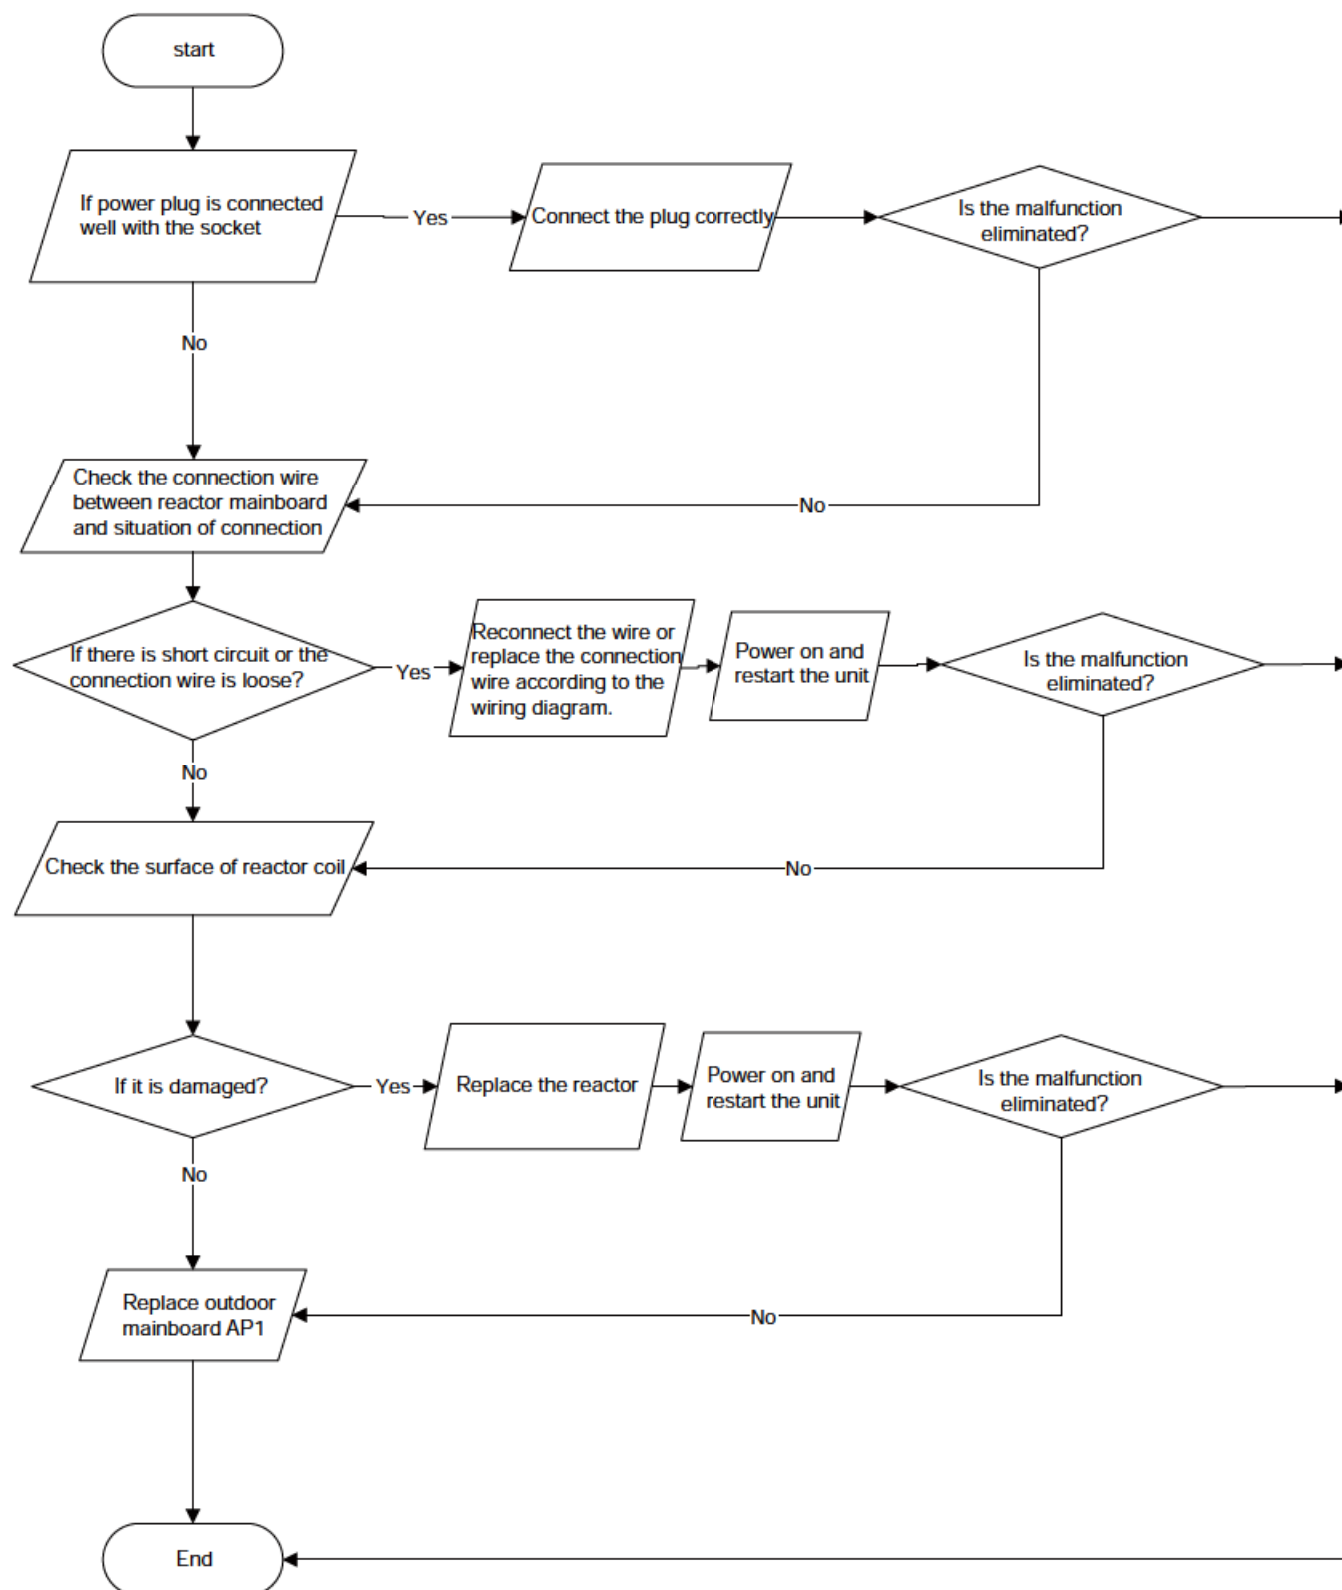 start
If power plug is connected
well with the socket
Yes
Connect the plug correctly
Is the malfunction
eliminated?
No
Check the connection wire
between reactor mainboard
and situation of connection
No
If there is short circuit or the
connection wire is loose?
Yes
Reconnect the wire or
replace the connection
wire according to the
wiring diagram.
Power on and
restart the unit
Is the malfunction
eliminated?
No
Check the surface of reactor coil
No
If it is damaged?
Yes
Replace the reactor
Power on and
restart the unit
Is the malfunction
eliminated?
No
Replace outdoor
mainboard AP1
No
End